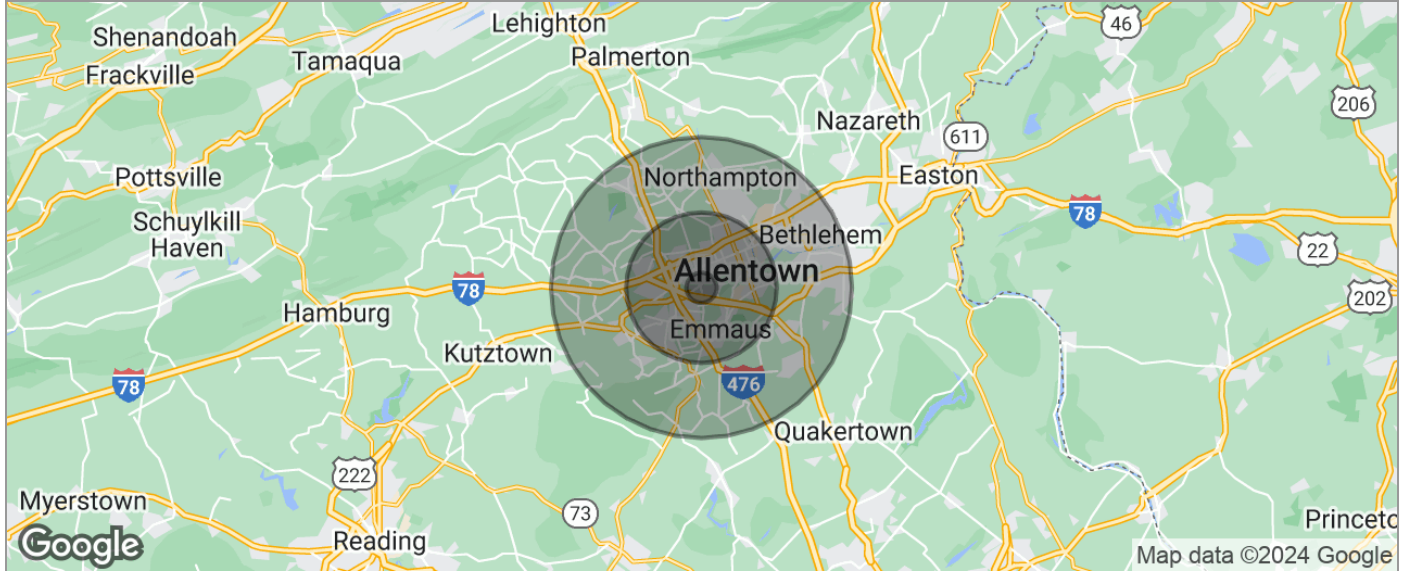 Lehighton
46
Shenandoah
Palmerton
Tamaqua
Frackville
206
Nazareth
611
Pottsville
Northampton
Easton
78
Schuylkill
Haven
Bethlehem
22
Allentown
78
202
Hamburg
Emmaus
Kutztown
78
476
Quakertown
222
Myerstown
73
Princeto
Reading
Google
Map data ©2024 Google